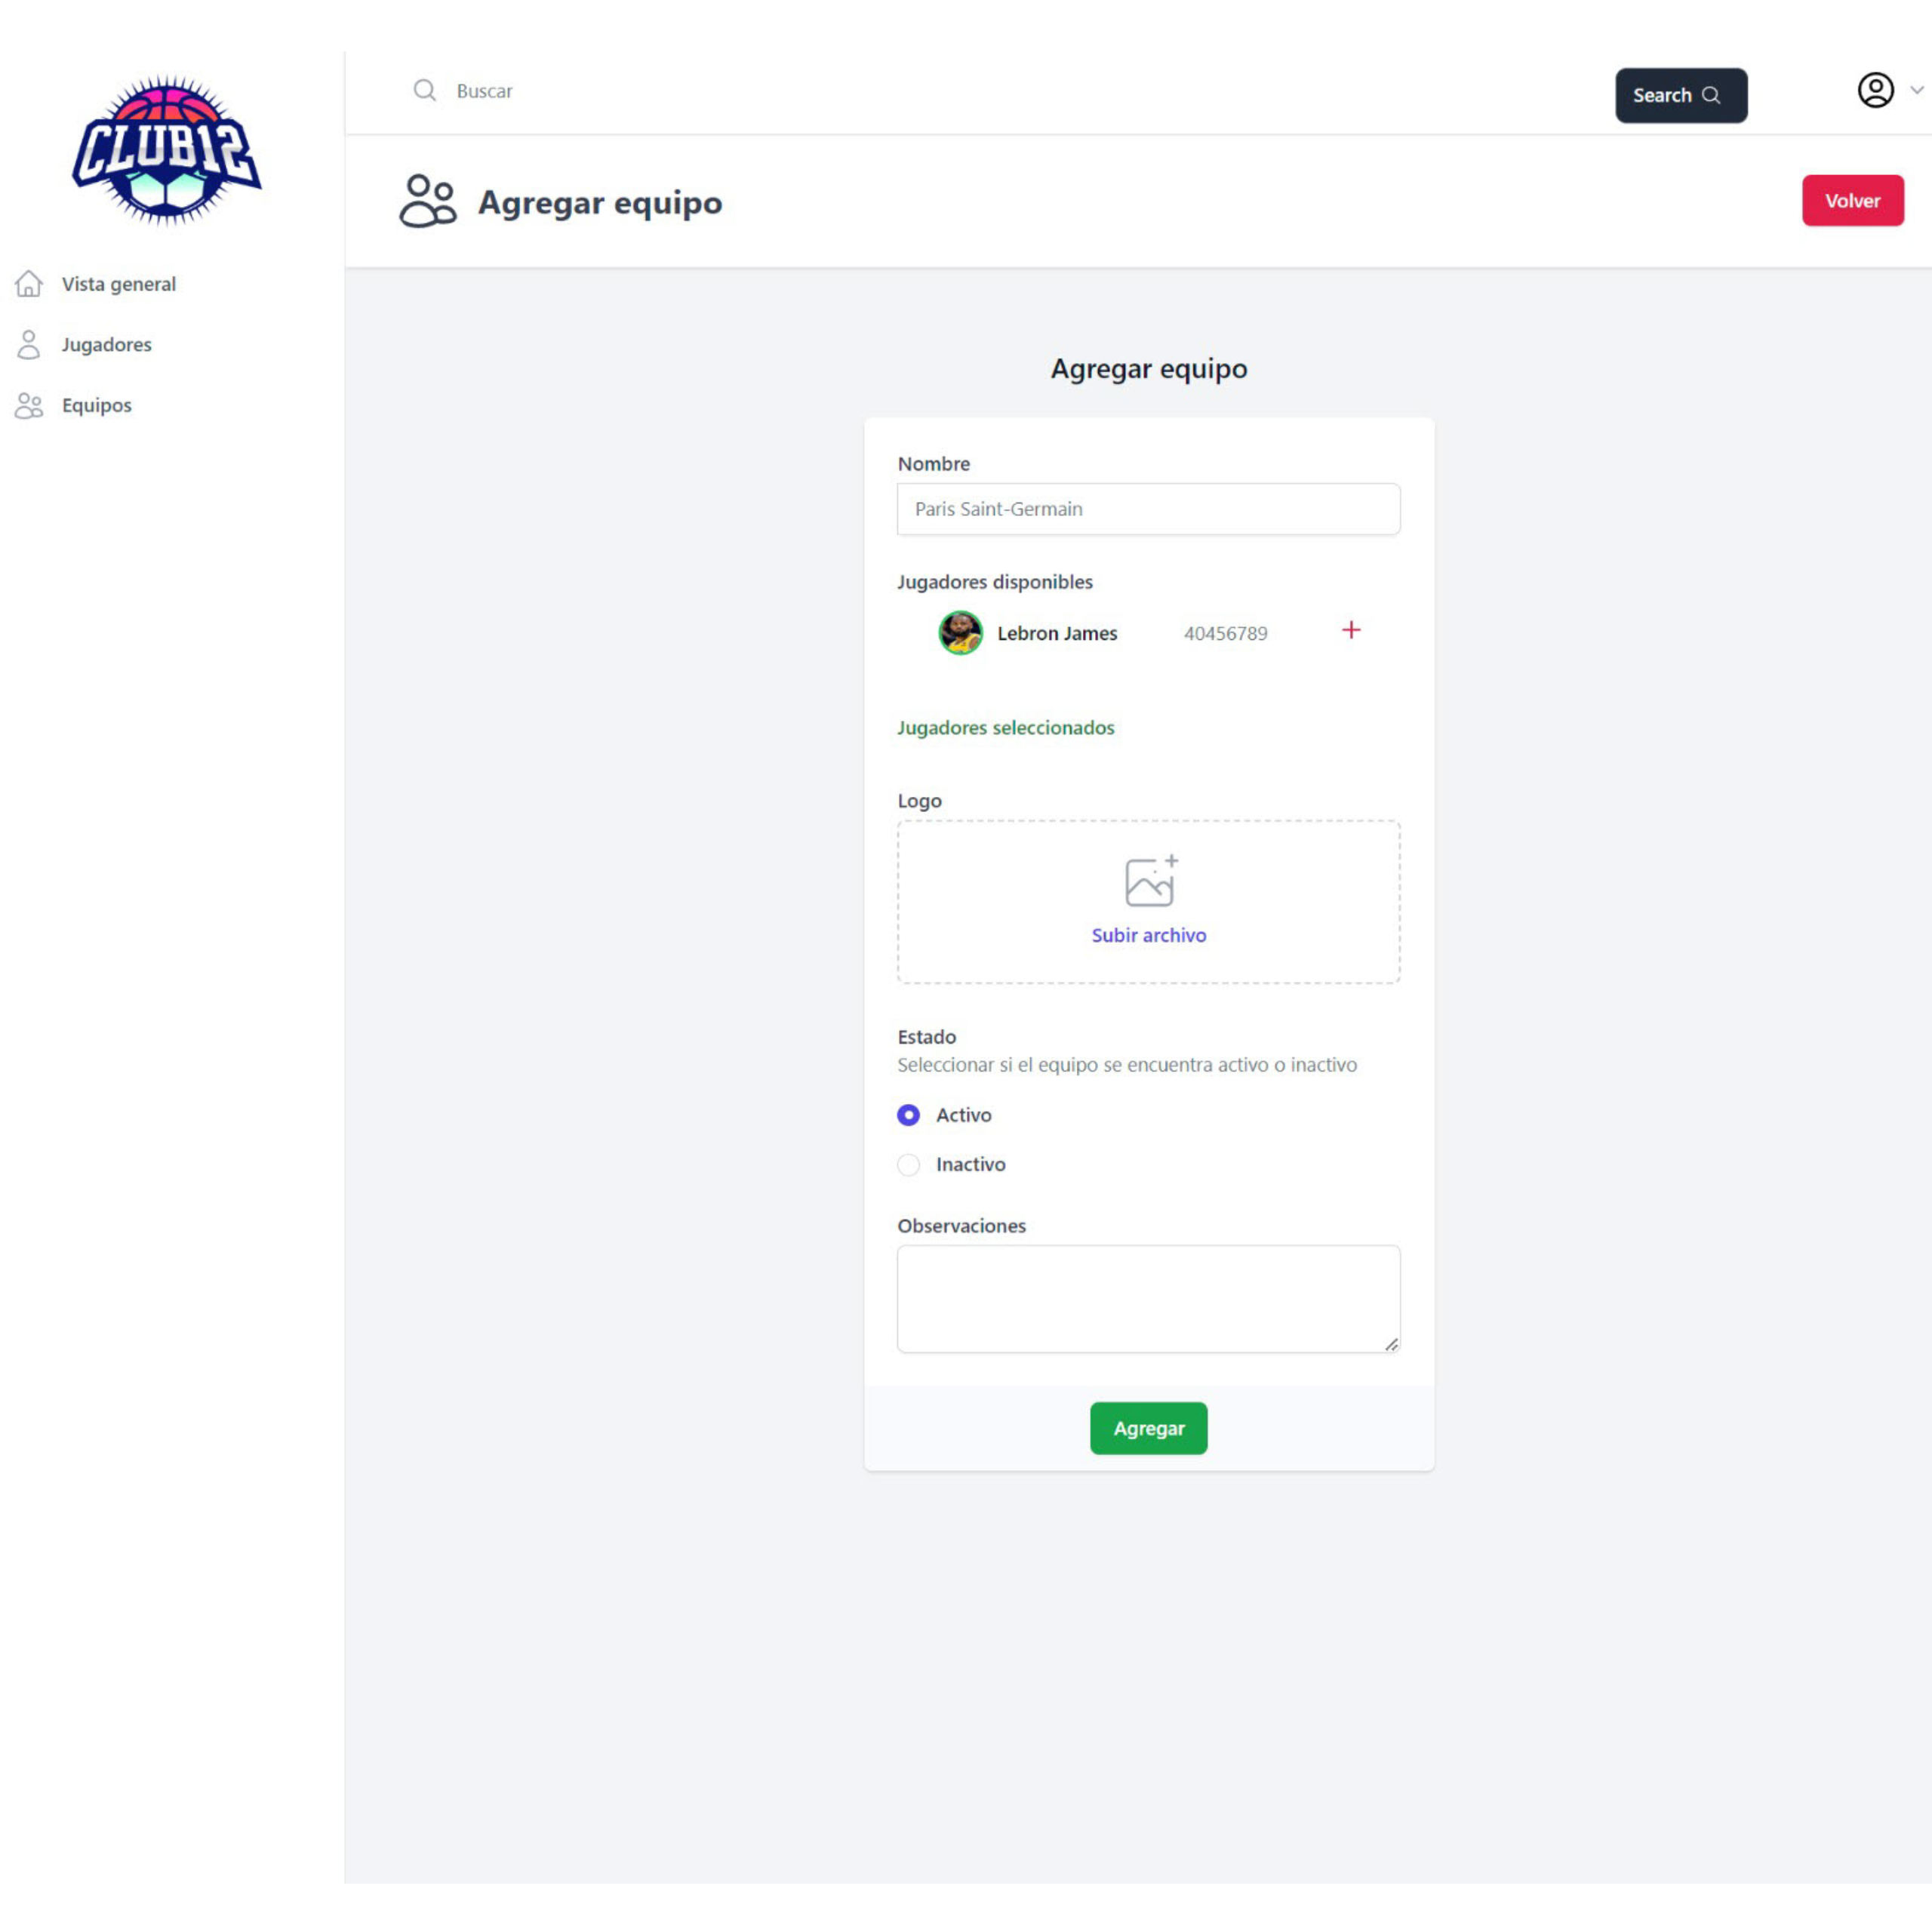 CLUB12
Buscar
Search
Agregar equipo
Volver
Vista general
Jugadores
Equipos
Agregar equipo
Nombre
Paris Saint-Germain
Jugadores disponibles
Lebron James 40456789
Jugadores seleccionados
Logo
Subir archivo
Estado
Seleccionar si el equipo se encuentra activo o inactivo
Activo
Inactivo
Observaciones
Agregar